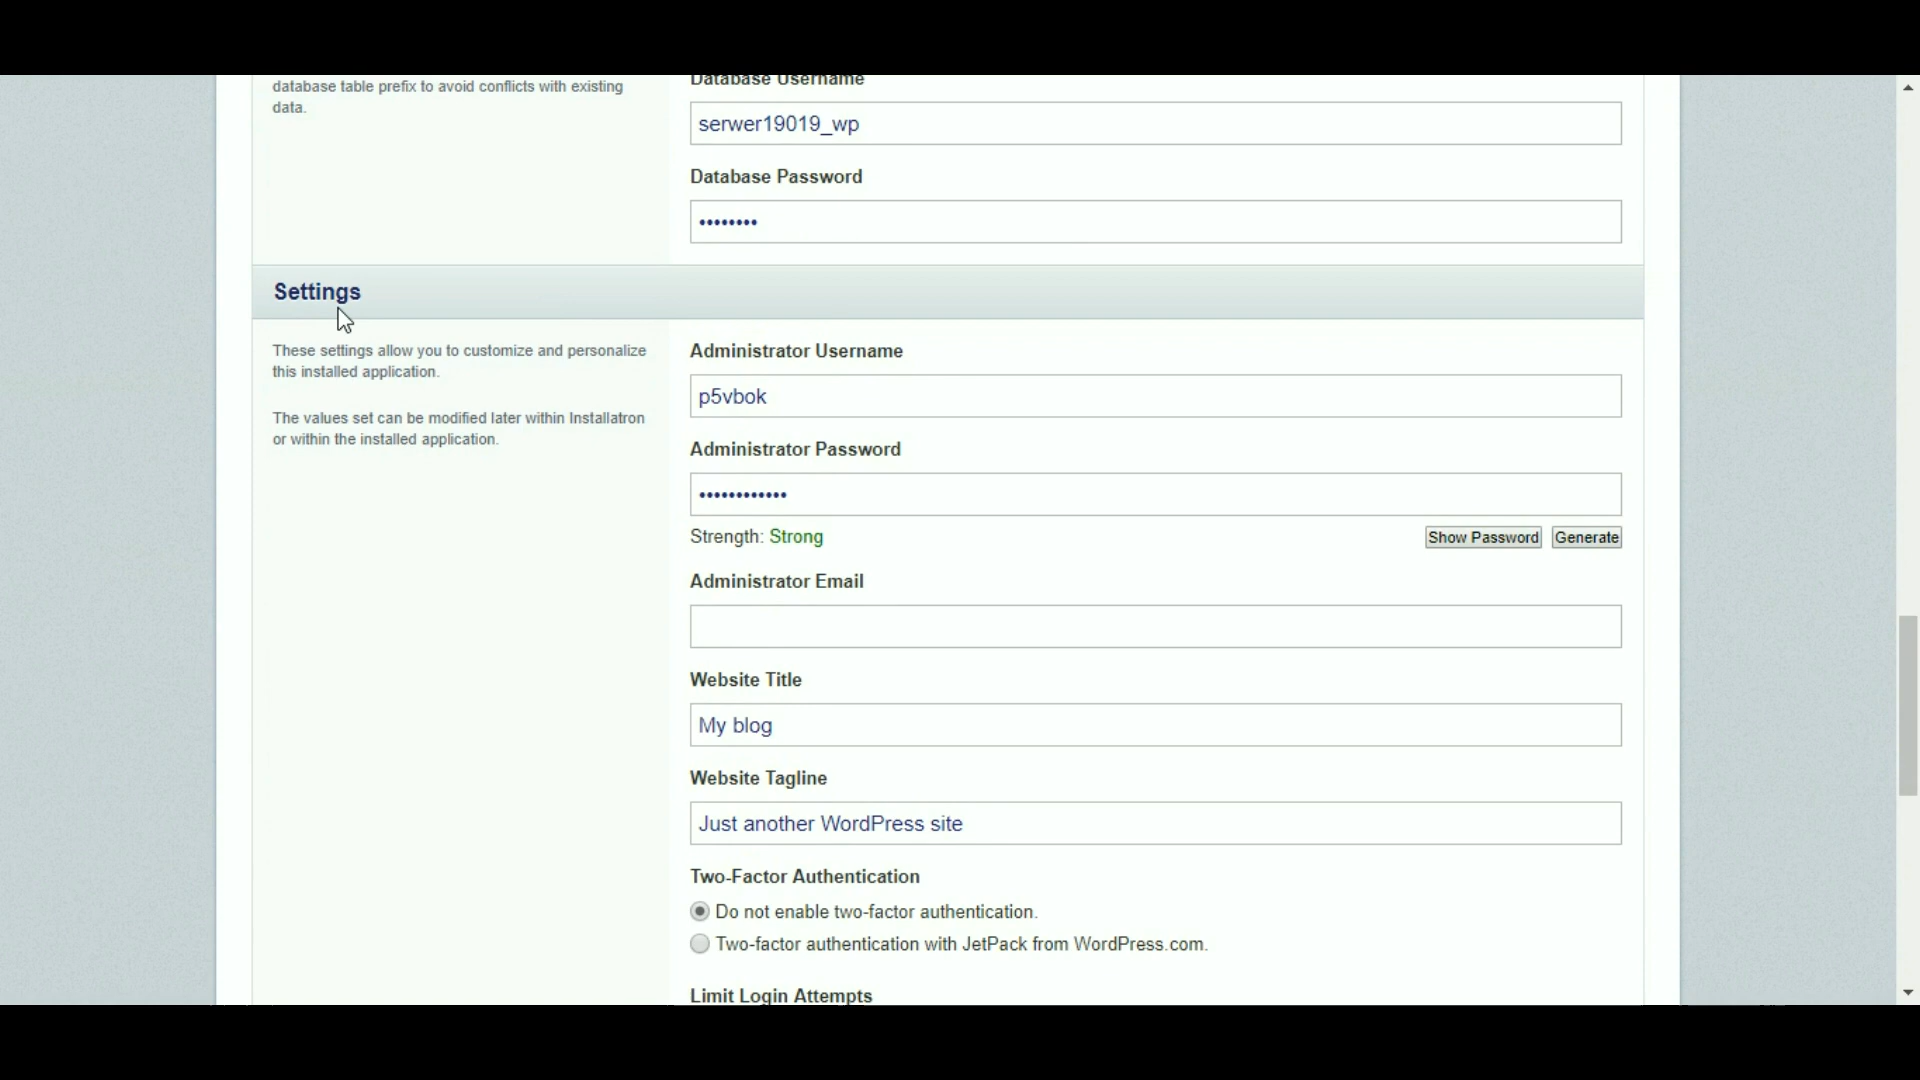 database table prefix to avoid conflicts with existing
data.
Database Username
serwer19019_wp
Database Password
••••••••
Settings
These settings allow you to customize and personalize
this installed application.
The values set can be modified later within Installatron
or within the installed application.
Administrator Username
p5vbok
Administrator Password
••••••••••••
Strength: Strong
Show Password
Generate
Administrator Email
Website Title
My blog
Website Tagline
Just another WordPress site
Two-Factor Authentication
Do not enable two-factor authentication.
Two-factor authentication with JetPack from WordPress.com.
Limit Login Attempts